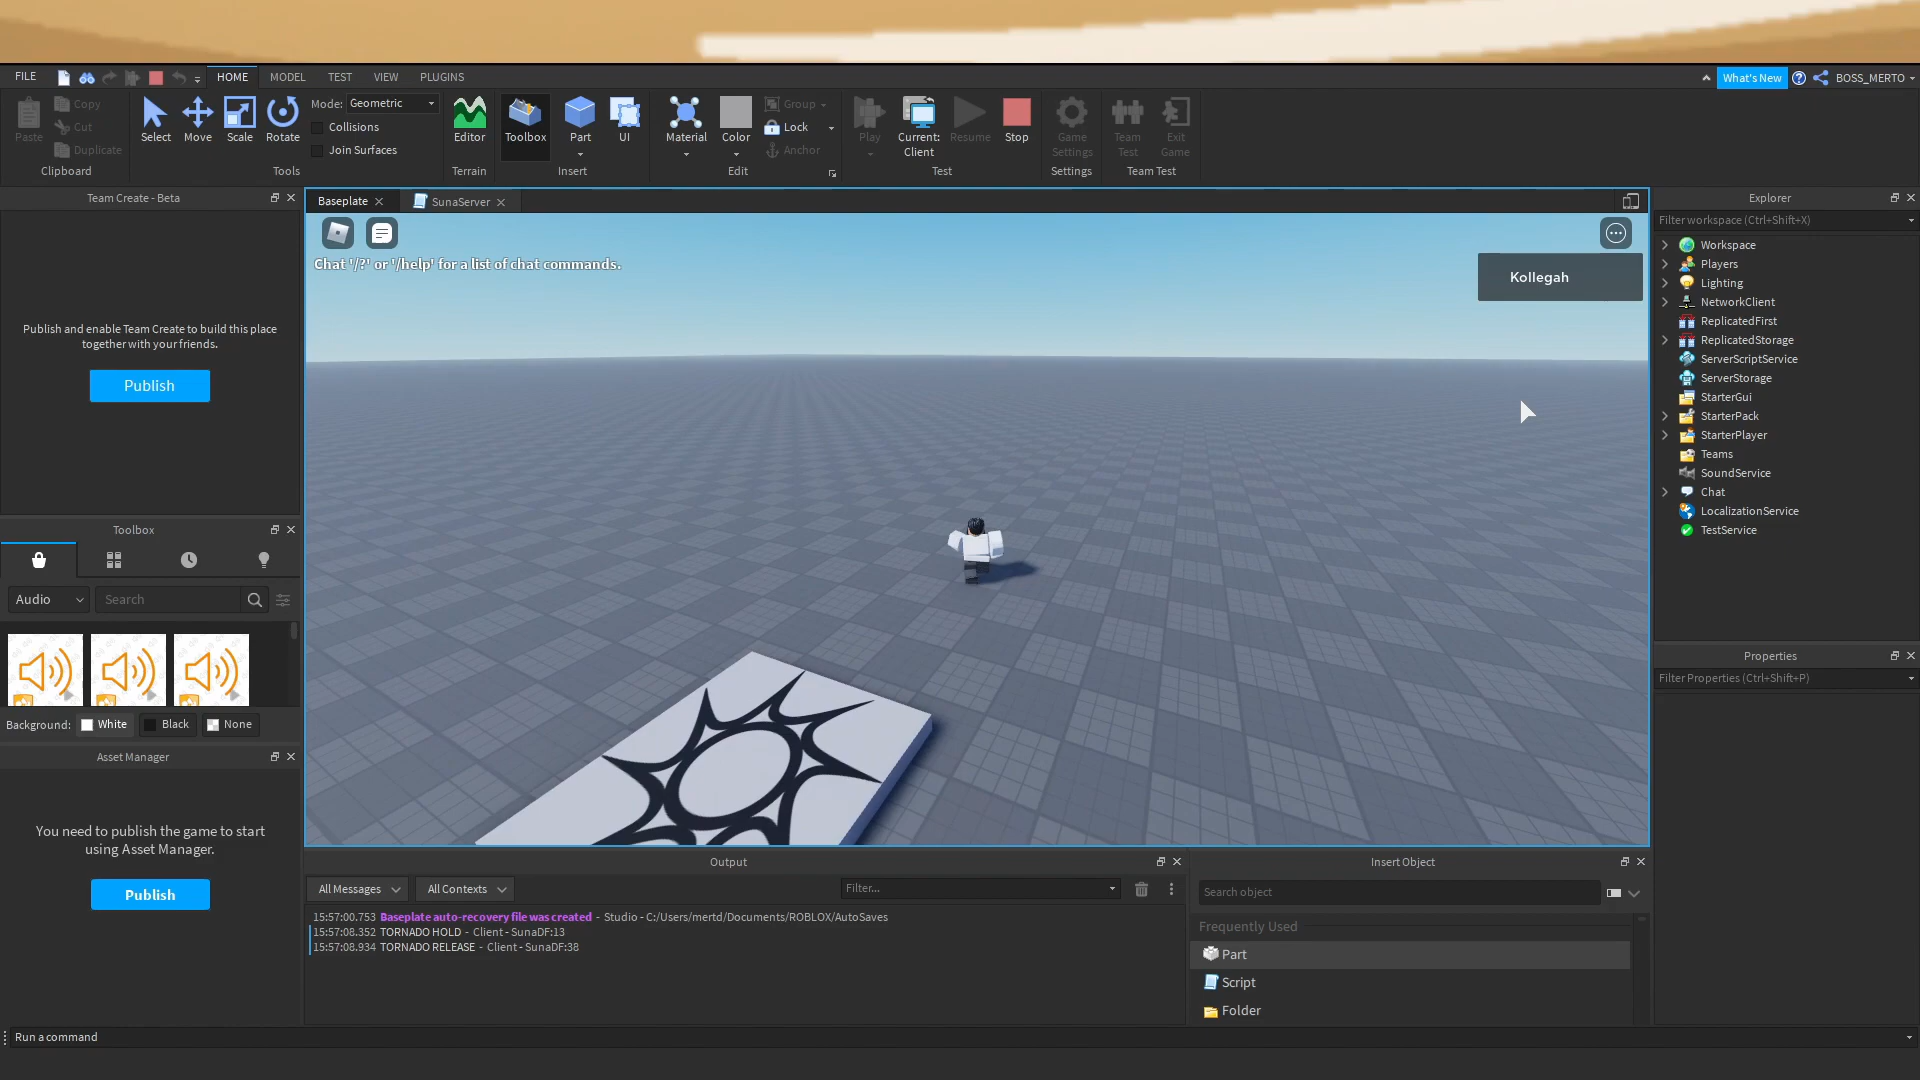 FILE HOME MODEL TEST VIEW PLUGINS What's New BOSS_MERTO
Paste Copy Cut Duplicate Clipboard
Select Move Scale Rotate Mode: Geometric Collisions Join Surfaces Tools
Editor Terrain
Toolbox Part UI Insert
Material Color Group Lock Anchor Edit
Play Current: Client Resume Stop Test
Game Settings Settings
Team Test Exit Game Team Test
Team Create - Beta
Publish and enable Team Create to build this place
together with your friends.
Publish
Toolbox
Audio Search
Background: White Black None
Asset Manager
You need to publish the game to start
using Asset Manager.
Publish
Baseplate SunaServer
Chat '/?' or '/help' for a list of chat commands.
Kollegah
Output
All Messages All Contexts Filter...
15:57:00.753 Baseplate auto-recovery file was created - Studio - C:/Users/mertd/Documents/ROBLOX/AutoSaves
15:57:08.352 TORNADO HOLD - Client - SunaDF:13
15:57:08.934 TORNADO RELEASE - Client - SunaDF:38
Insert Object
Search object
Frequently Used
Part
Script
Folder
Explorer
Filter workspace (Ctrl+Shift+X)
Workspace
Players
Lighting
NetworkClient
ReplicatedFirst
ReplicatedStorage
ServerScriptService
ServerStorage
StarterGui
StarterPack
StarterPlayer
Teams
SoundService
Chat
LocalizationService
TestService
Properties
Filter Properties (Ctrl+Shift+P)
Run a command